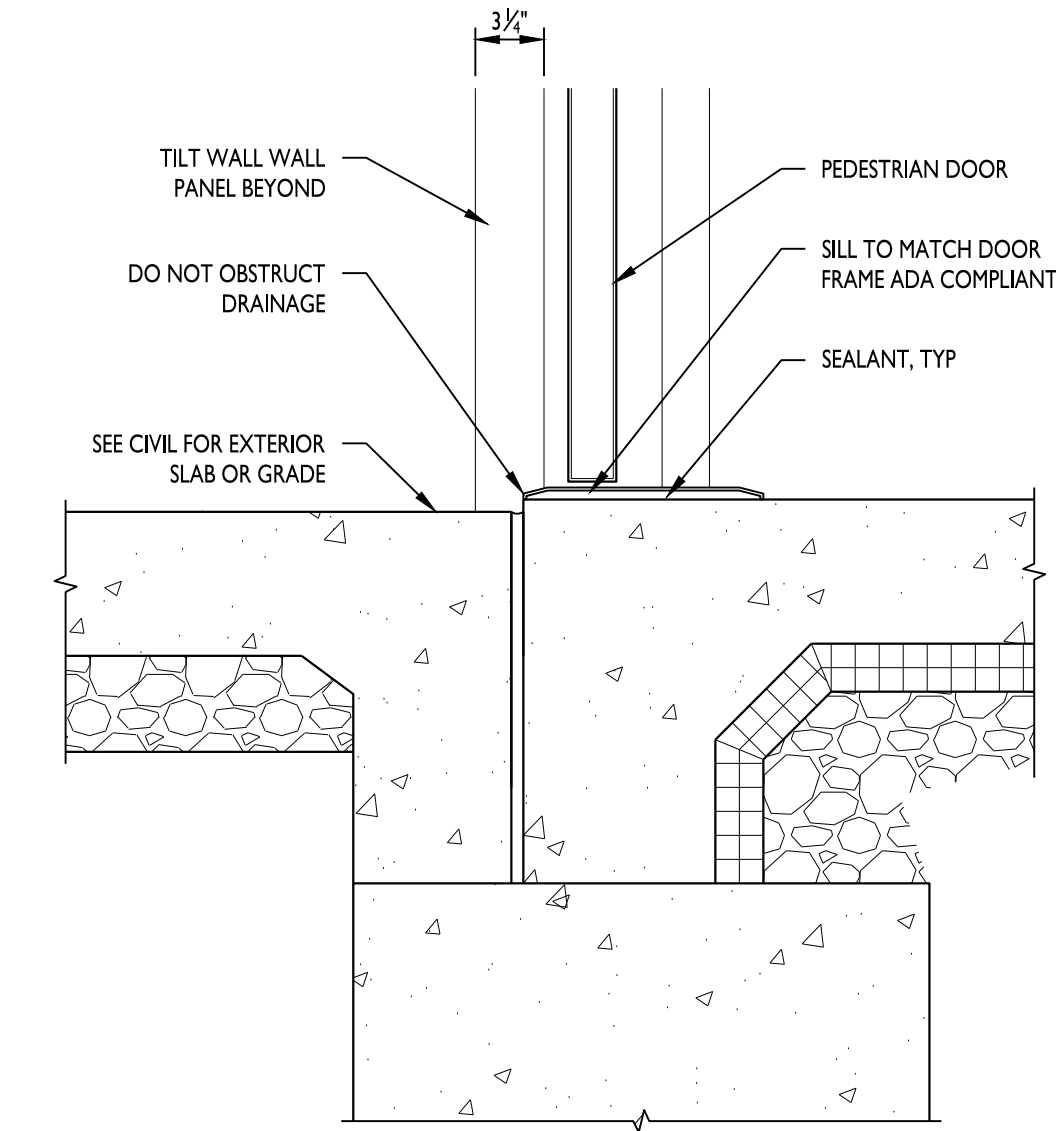 3¼"
TILT WALL WALL
PANEL BEYOND
DO NOT OBSTRUCT
DRAINAGE
SEE CIVIL FOR EXTERIOR
SLAB OR GRADE
PEDESTRIAN DOOR
SILL TO MATCH DOOR
FRAME ADA COMPLIANT
SEALANT, TYP